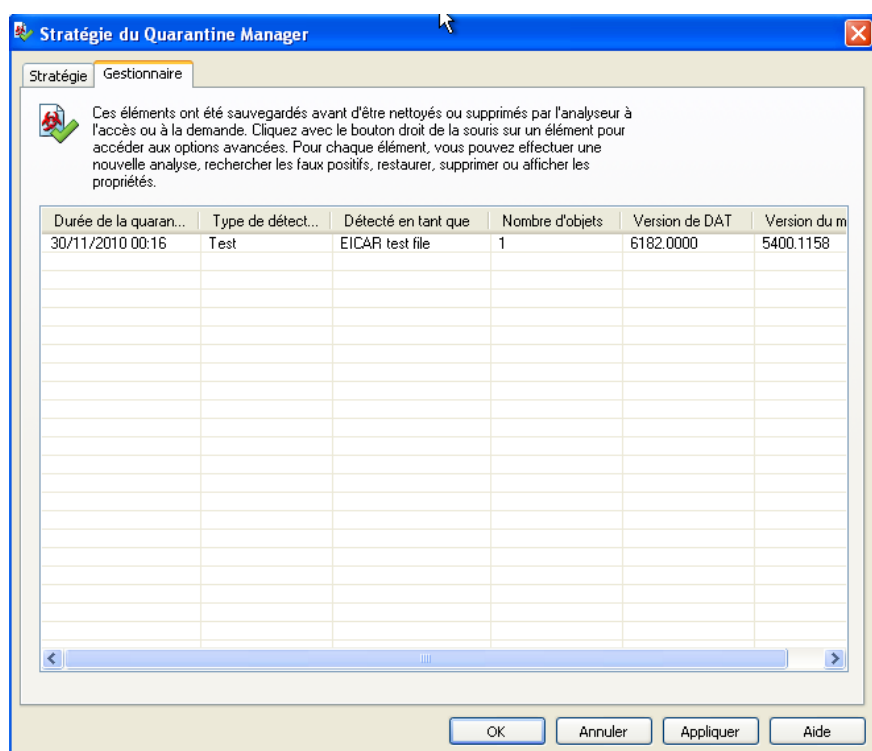 Stratégie du Quarantine Manager
Stratégie Gestionnaire
Ces éléments ont été sauvegardés avant d'être nettoyés ou supprimés par l'analyseur à
l'accès ou à la demande. Cliquez avec le bouton droit de la souris sur un élément pour
accéder aux options avancées. Pour chaque élément, vous pouvez effectuer une
nouvelle analyse, rechercher les faux positifs, restaurer, supprimer ou afficher les
propriétés.
Durée de la quaran... Type de détect... Détecté en tant que Nombre d'objets Version de DAT Version du m
30/11/2010 00:16 Test EICAR test file 1 6182.0000 5400.1158
OK Annuler Appliquer Aide